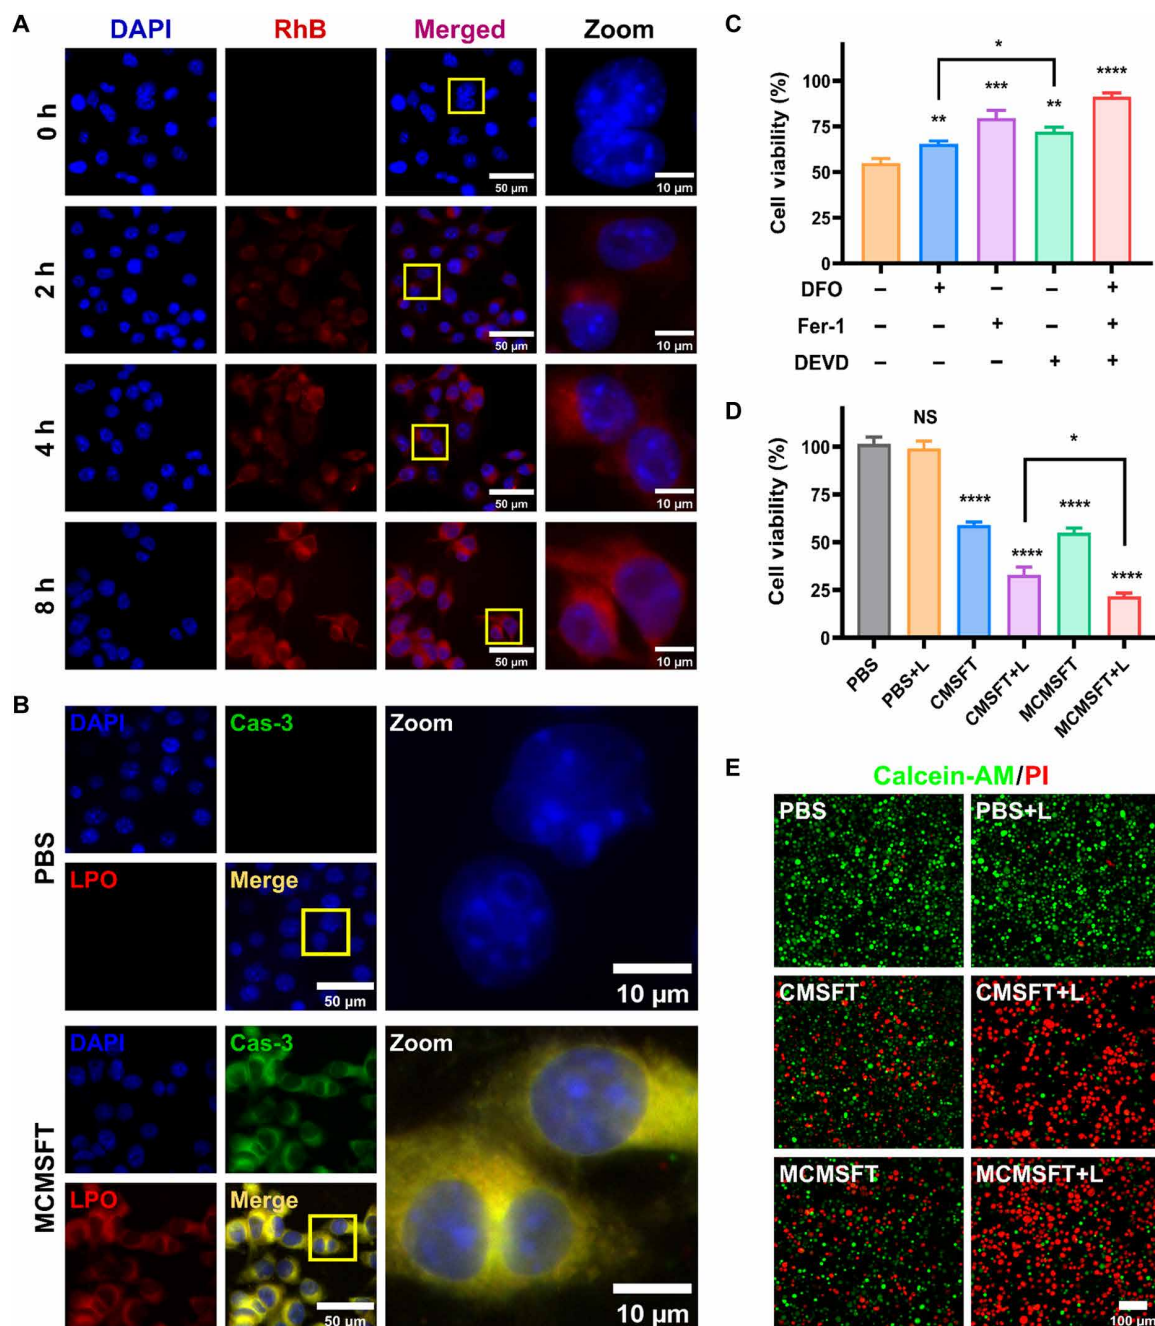 A
DAPI RhB Merged Zoom
0 h
50 µm 10 µm
2 h
50 µm 10 µm
4 h
50 µm 10 µm
8 h
50 µm 10 µm
B
PBS
DAPI Cas-3 Zoom
LPO Merge
50 µm 10 µm
MCMSFT
DAPI Cas-3 Zoom
LPO Merge
50 µm 10 µm
C
Cell viability (%)
100
75
50
25
0
*
** *** ** ****
DFO – + – – +
Fer-1 – – + – +
DEVD – – – + +
D
Cell viability (%)
100
75
50
25
0
NS
*
**** **** **** ****
PBS PBS+L CMSFT CMSFT+L MCMSFT MCMSFT+L
E
Calcein-AM/PI
PBS PBS+L
CMSFT CMSFT+L
MCMSFT MCMSFT+L
100 µm